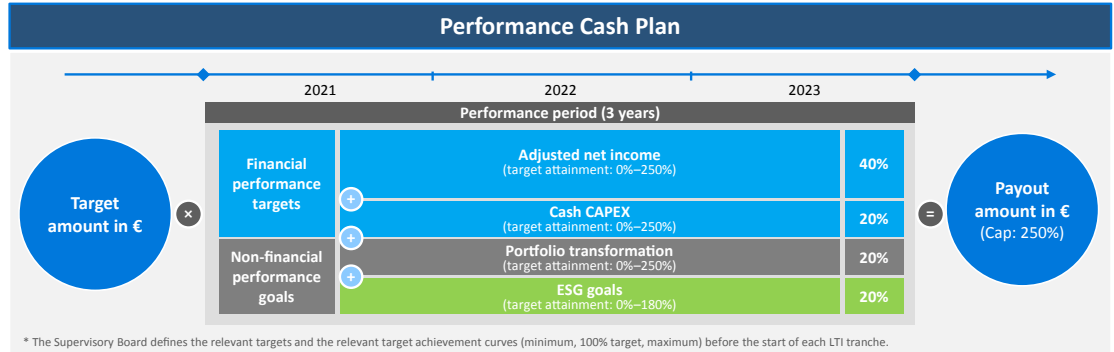 Performance Cash Plan
2021 2022 2023
Performance period (3 years)
Target
amount in €
×
Financial
performance
targets
Adjusted net income
(target attainment: 0%–250%)
40%
+
Cash CAPEX
(target attainment: 0%–250%)
20%
+
Non-financial
performance
goals
Portfolio transformation
(target attainment: 0%–250%)
20%
+
ESG goals
(target attainment: 0%–180%)
20%
=
Payout
amount in €
(Cap: 250%)
* The Supervisory Board defines the relevant targets and the relevant target achievement curves (minimum, 100% target, maximum) before the start of each LTI tranche.